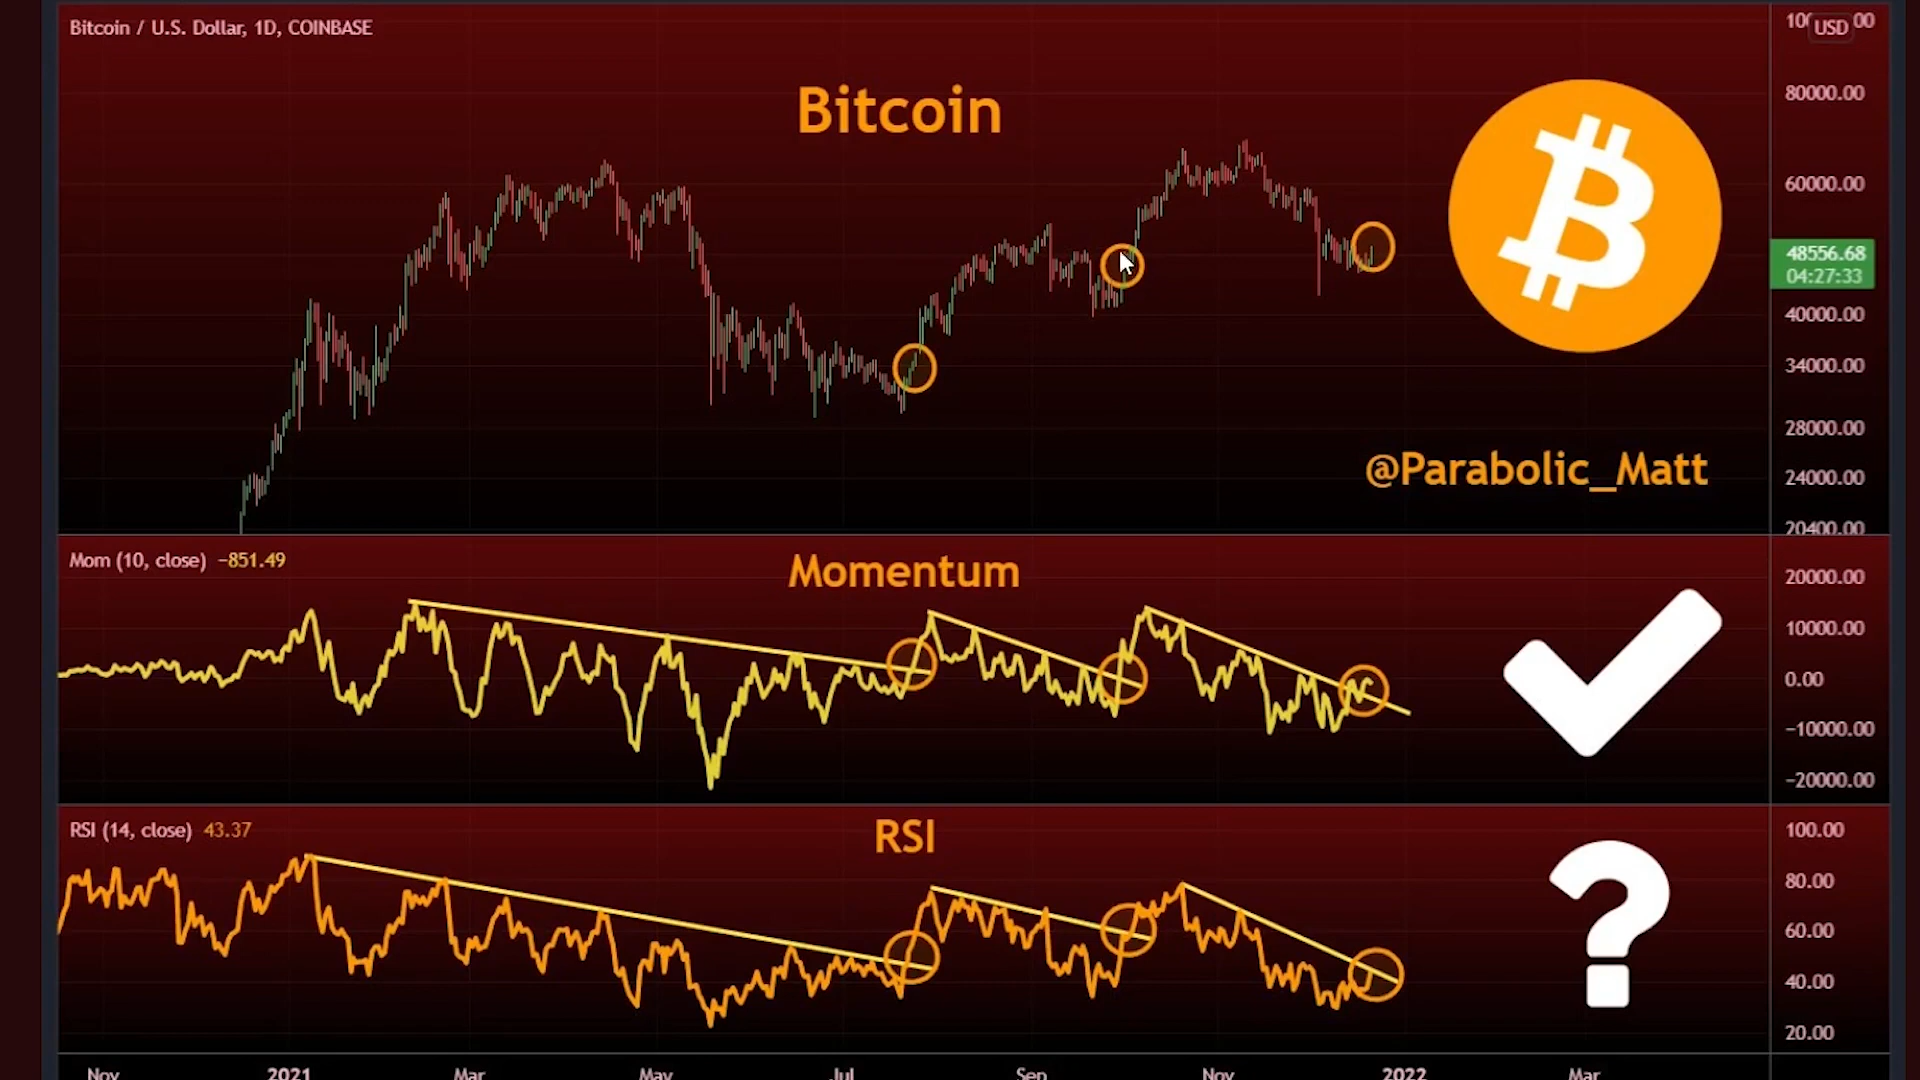 Bitcoin / U.S. Dollar, 1D, COINBASE
USD
Bitcoin
80000.00
60000.00
48556.68
04:27:33
40000.00
34000.00
28000.00
@Parabolic_Matt
24000.00
20400.00
Mom (10, close) −851.49
Momentum
20000.00
10000.00
0.00
−10000.00
−20000.00
RSI (14, close) 43.37
RSI
100.00
80.00
60.00
?
40.00
20.00
Nov 2021 Mar May Jul Sep Nov 2022 Mar